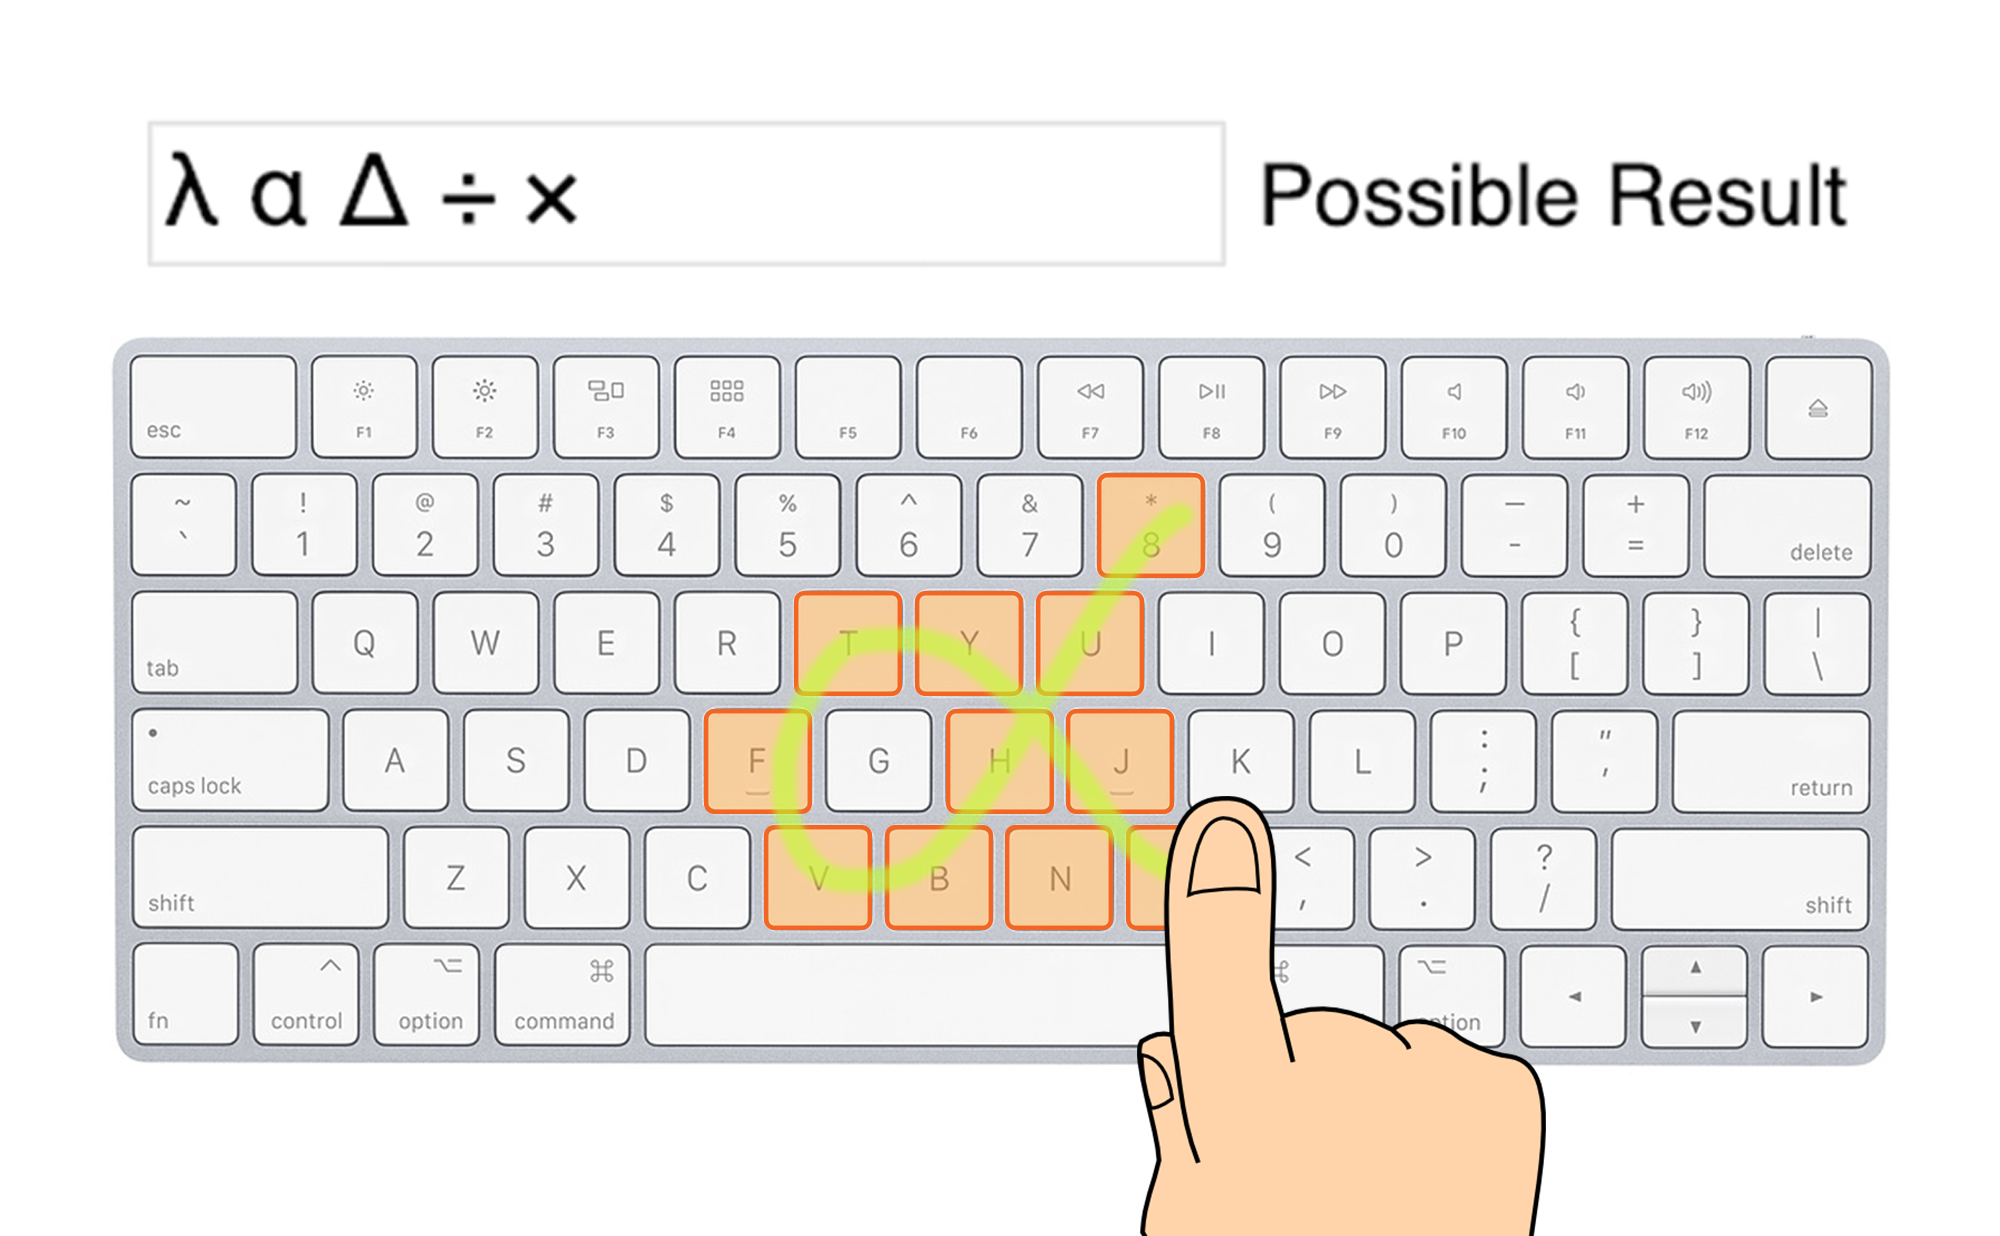 λ α Δ ÷ × Possible Result
esc F1 F2 F3 F4 F5 F6 F7 F8 F9 F10 F11 F12
~ ! @ # $ % ^ & * ( ) — +
` 1 2 3 4 5 6 7 8 9 0 - = delete
tab Q W E R T Y U I O P { [ } ] | \
caps lock A S D F G H J K L : ; " ' return
shift Z X C V B N < , > . ? / shift
fn control option command